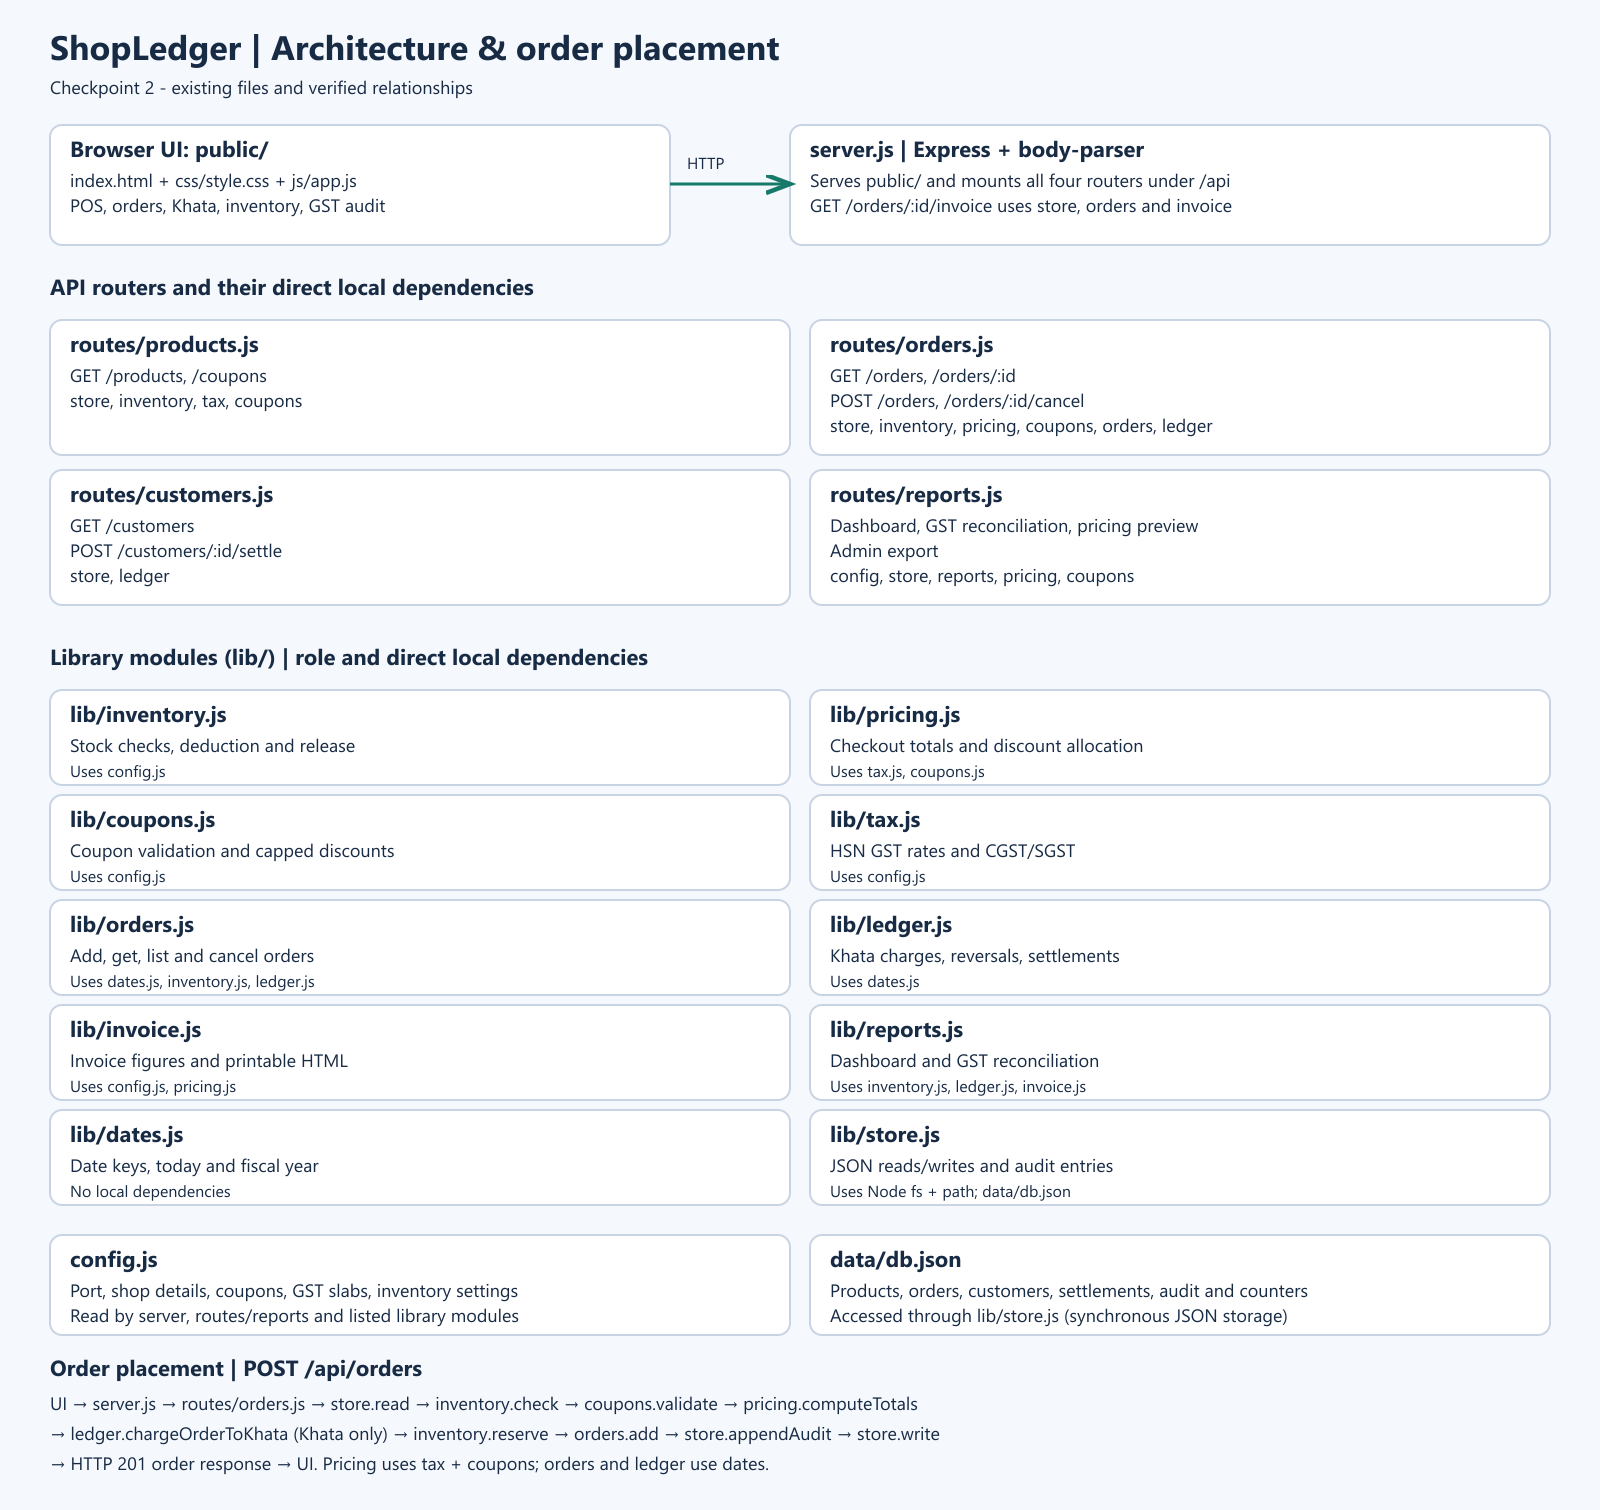 ShopLedger | Architecture & order placement
Checkpoint 2 - existing files and verified relationships
Browser UI: public/
index.html + css/style.css + js/app.js
POS, orders, Khata, inventory, GST audit
HTTP
server.js | Express + body-parser
Serves public/ and mounts all four routers under /api
GET /orders/:id/invoice uses store, orders and invoice
API routers and their direct local dependencies
routes/products.js
GET /products, /coupons
store, inventory, tax, coupons
routes/orders.js
GET /orders, /orders/:id
POST /orders, /orders/:id/cancel
store, inventory, pricing, coupons, orders, ledger
routes/customers.js
GET /customers
POST /customers/:id/settle
store, ledger
routes/reports.js
Dashboard, GST reconciliation, pricing preview
Admin export
config, store, reports, pricing, coupons
Library modules (lib/) | role and direct local dependencies
lib/inventory.js
Stock checks, deduction and release
Uses config.js
lib/pricing.js
Checkout totals and discount allocation
Uses tax.js, coupons.js
lib/coupons.js
Coupon validation and capped discounts
Uses config.js
lib/tax.js
HSN GST rates and CGST/SGST
Uses config.js
lib/orders.js
Add, get, list and cancel orders
Uses dates.js, inventory.js, ledger.js
lib/ledger.js
Khata charges, reversals, settlements
Uses dates.js
lib/invoice.js
Invoice figures and printable HTML
Uses config.js, pricing.js
lib/reports.js
Dashboard and GST reconciliation
Uses inventory.js, ledger.js, invoice.js
lib/dates.js
Date keys, today and fiscal year
No local dependencies
lib/store.js
JSON reads/writes and audit entries
Uses Node fs + path; data/db.json
config.js
Port, shop details, coupons, GST slabs, inventory settings
Read by server, routes/reports and listed library modules
data/db.json
Products, orders, customers, settlements, audit and counters
Accessed through lib/store.js (synchronous JSON storage)
Order placement | POST /api/orders
UI → server.js → routes/orders.js → store.read → inventory.check → coupons.validate → pricing.computeTotals
→ ledger.chargeOrderToKhata (Khata only) → inventory.reserve → orders.add → store.appendAudit → store.write
→ HTTP 201 order response → UI. Pricing uses tax + coupons; orders and ledger use dates.